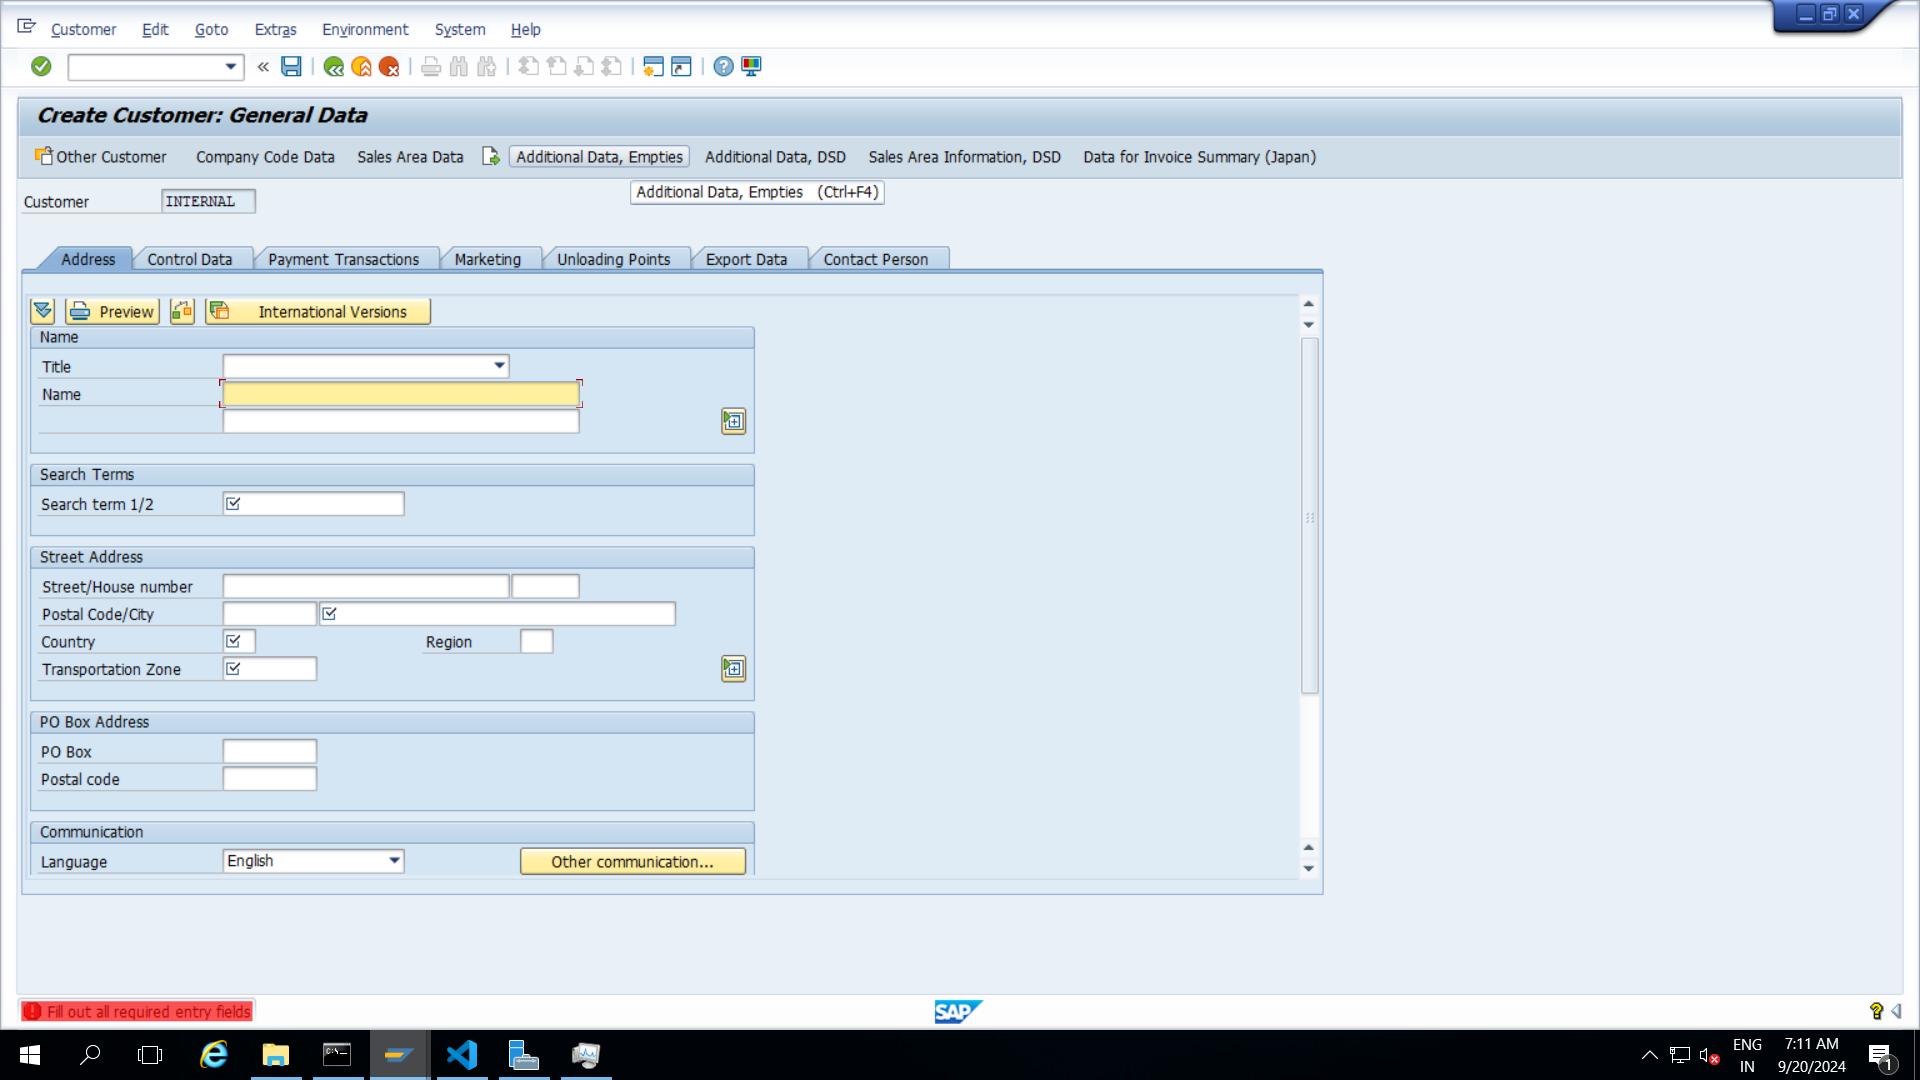 Customer Edit Goto Extras Environment System Help
Create Customer: General Data
Other Customer Company Code Data Sales Area Data Additional Data, Empties Additional Data, DSD Sales Area Information, DSD Data for Invoice Summary (Japan)
Additional Data, Empties (Ctrl+F4)
Customer INTERNAL
Address Control Data Payment Transactions Marketing Unloading Points Export Data Contact Person
Preview International Versions
Name
Title
Name
Search Terms
Search term 1/2
Street Address
Street/House number
Postal Code/City
Country Region
Transportation Zone
PO Box Address
PO Box
Postal code
Communication
Language English Other communication...
Fill out all required entry fields
SAP
ENG 7:11 AM
IN 9/20/2024 1